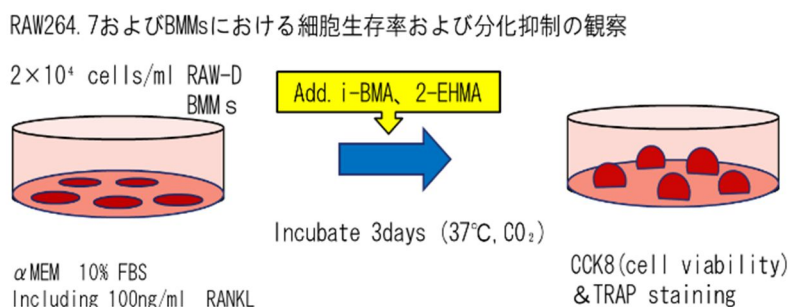 RAW264.7およびBMMsにおける細胞生存率および分化抑制の観察
2×10⁴ cells/ml RAW-D
BMMs
Add. i-BMA、2-EHMA
Incubate 3days (37℃, CO₂)
αMEM 10% FBS
Including 100ng/ml RANKL
CCK8(cell viability)
&TRAP staining